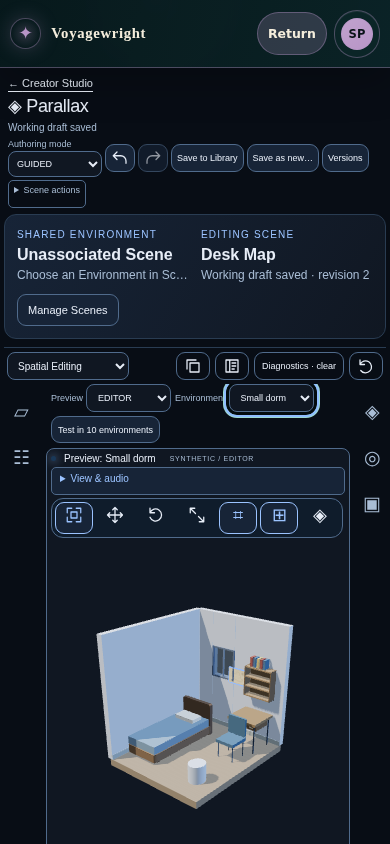 Voyagewright
Return
SP
← Creator Studio
◈ Parallax
Working draft saved
Authoring mode
GUIDED
Save to Library
Save as new…
Versions
Scene actions
SHARED ENVIRONMENT
Unassociated Scene
Choose an Environment in Sc…
EDITING SCENE
Desk Map
Working draft saved · revision 2
Manage Scenes
Spatial Editing
Diagnostics · clear
Preview
EDITOR
Environmen
Small dorm
Test in 10 environments
Preview: Small dorm
SYNTHETIC / EDITOR
View & audio